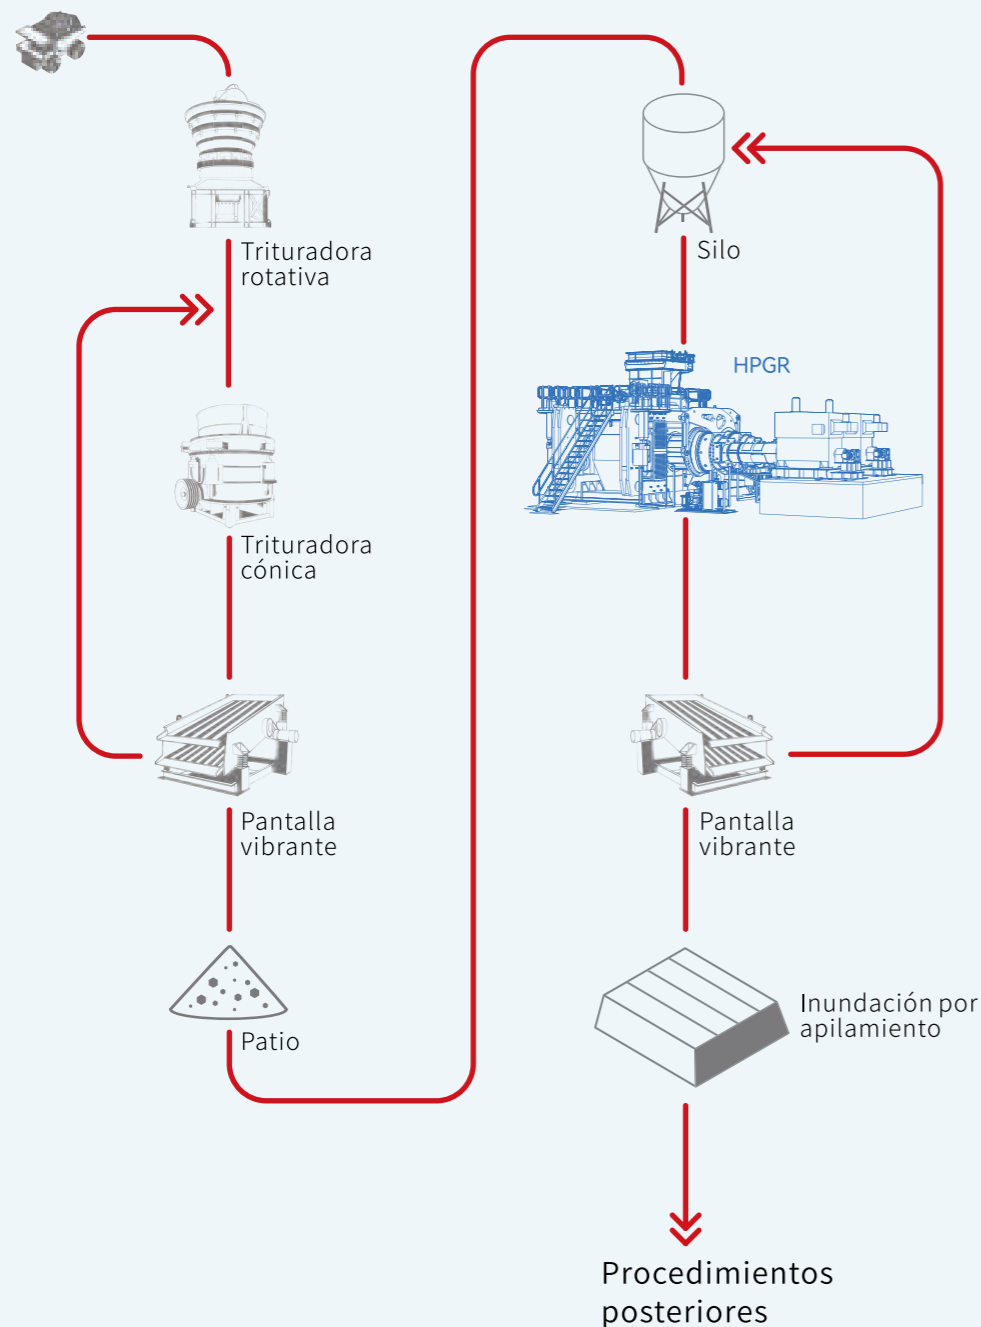 Trituradora
rotativa
Trituradora
cónica
Pantalla
vibrante
Patio
Silo
HPGR
Pantalla
vibrante
Inundación por
apilamiento
Procedimientos
posteriores